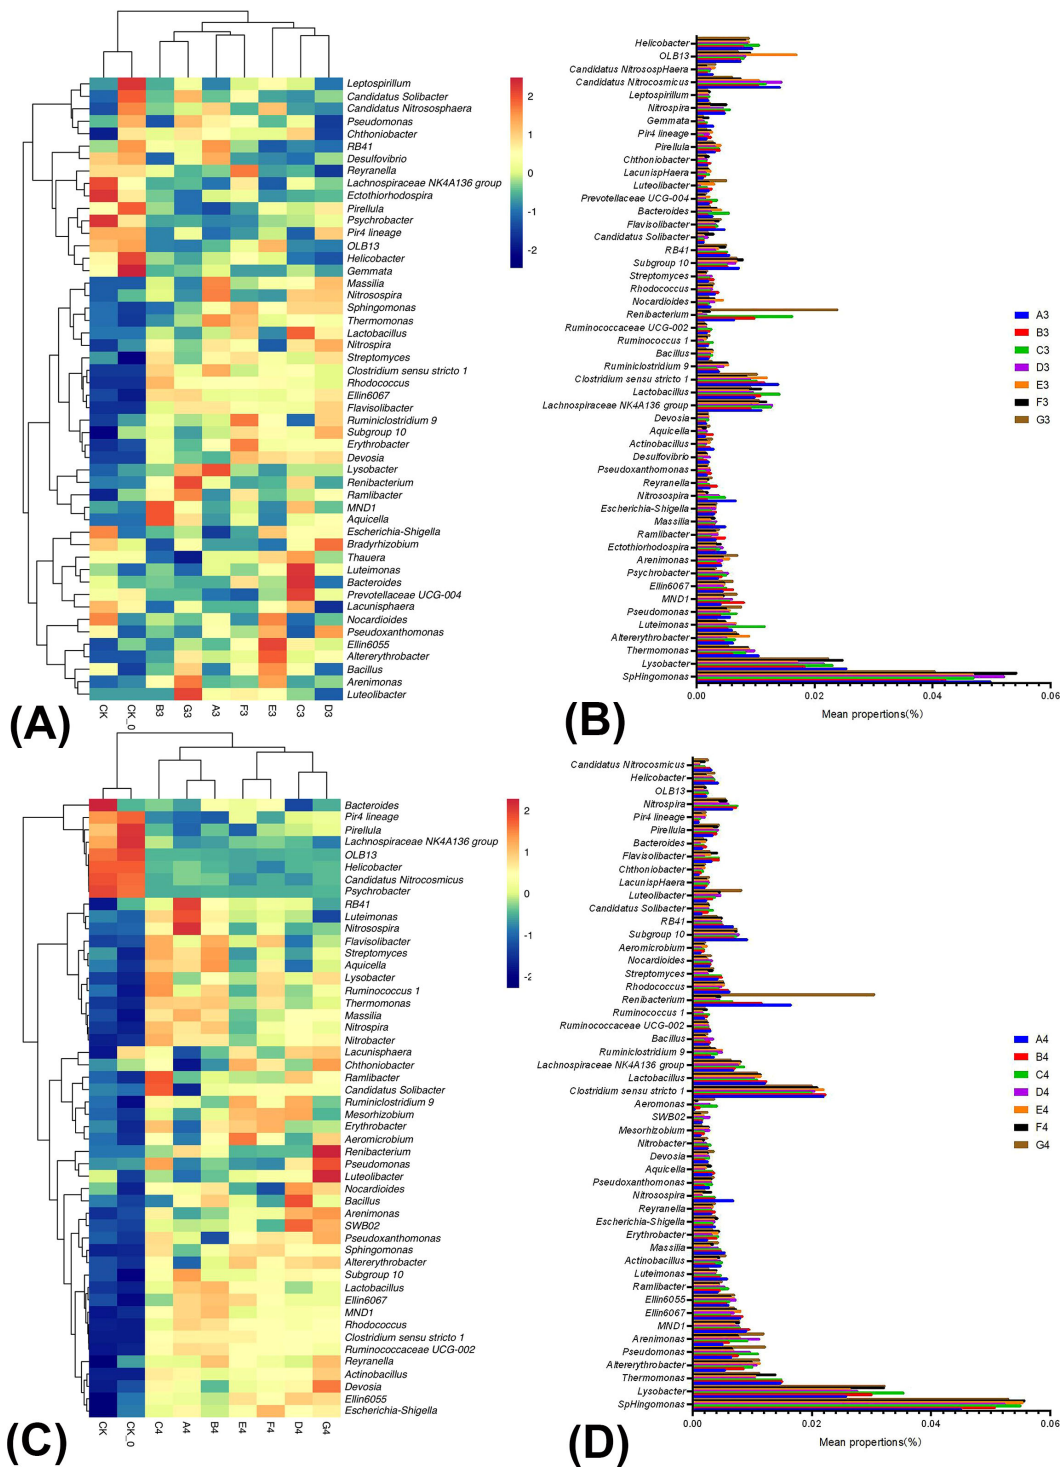 Leptospirillum
Candidatus Solibacter
Candidatus Nitrososphaera
Pseudomonas
Chthoniobacter
RB41
Desulfovibrio
Reyranella
Lachnospiraceae NK4A136 group
Ectothiorhodospira
Pirellula
Psychrobacter
Pir4 lineage
OLB13
Helicobacter
Gemmata
Massilia
Nitrosospira
Sphingomonas
Thermomonas
Lactobacillus
Nitrospira
Streptomyces
Clostridium sensu stricto 1
Rhodococcus
Ellin6067
Flavisolibacter
Ruminiclostridium 9
Subgroup 10
Erythrobacter
Devosia
Lysobacter
Renibacterium
Ramlibacter
MND1
Aquicella
Escherichia-Shigella
Bradyrhizobium
Thauera
Luteimonas
Bacteroides
Prevotellaceae UCG-004
Lacunisphaera
Nocardioides
Pseudoxanthomonas
Ellin6055
Altererythrobacter
Bacillus
Arenimonas
Luteolibacter
CK CK_0 B3 G3 A3 F3 E3 C3 D3
2
1
0
-1
-2
(A)
Helicobacter
OLB13
Candidatus NitrosospHaera
Candidatus Nitrocosmicus
Leptospirillum
Nitrospira
Gemmata
Pir4 lineage
Pirellula
Chthoniobacter
LacunispHaera
Luteolibacter
Prevotellaceae UCG-004
Bacteroides
Flavisolibacter
Candidatus Solibacter
RB41
Subgroup 10
Streptomyces
Rhodococcus
Nocardioides
Renibacterium
Ruminococcaceae UCG-002
Ruminococcus 1
Bacillus
Ruminiclostridium 9
Clostridium sensu stricto 1
Lactobacillus
Lachnospiraceae NK4A136 group
Devosia
Aquicella
Actinobacillus
Desulfovibrio
Pseudoxanthomonas
Reyranella
Nitrosospira
Escherichia-Shigella
Massilia
Ramlibacter
Ectothiorhodospira
Arenimonas
Psychrobacter
Ellin6067
MND1
Pseudomonas
Luteimonas
Altererythrobacter
Thermomonas
Lysobacter
SpHingomonas
0.00 0.02 0.04 0.06
Mean propertions(%)
A3
B3
C3
D3
E3
F3
G3
(B)
Bacteroides
Pir4 lineage
Pirellula
Lachnospiraceae NK4A136 group
OLB13
Helicobacter
Candidatus Nitrocosmicus
Psychrobacter
RB41
Luteimonas
Nitrosospira
Flavisolibacter
Streptomyces
Aquicella
Lysobacter
Ruminococcus 1
Thermomonas
Massilia
Nitrospira
Nitrobacter
Lacunisphaera
Chthoniobacter
Ramlibacter
Candidatus Solibacter
Ruminiclostridium 9
Mesorhizobium
Erythrobacter
Aeromicrobium
Renibacterium
Pseudomonas
Luteolibacter
Nocardioides
Bacillus
Arenimonas
SWB02
Pseudoxanthomonas
Sphingomonas
Altererythrobacter
Subgroup 10
Lactobacillus
Ellin6067
MND1
Rhodococcus
Clostridium sensu stricto 1
Ruminococcaceae UCG-002
Reyranella
Actinobacillus
Devosia
Ellin6055
Escherichia-Shigella
CK CK_0 C4 A4 B4 E4 F4 D4 G4
2
1
0
-1
-2
(C)
Candidatus Nitrocosmicus
Helicobacter
OLB13
Nitrospira
Pir4 lineage
Pirellula
Bacteroides
Flavisolibacter
Chthoniobacter
LacunispHaera
Luteolibacter
Candidatus Solibacter
RB41
Subgroup 10
Aeromicrobium
Nocardioides
Streptomyces
Rhodococcus
Renibacterium
Ruminococcus 1
Ruminococcaceae UCG-002
Bacillus
Ruminiclostridium 9
Lachnospiraceae NK4A136 group
Lactobacillus
Clostridium sensu stricto 1
Aeromonas
SWB02
Mesorhizobium
Nitrobacter
Devosia
Aquicella
Pseudoxanthomonas
Nitrosospira
Reyranella
Escherichia-Shigella
Erythrobacter
Massilia
Actinobacillus
Luteimonas
Ramlibacter
Ellin6055
Ellin6067
MND1
Arenimonas
Pseudomonas
Altererythrobacter
Thermomonas
Lysobacter
SpHingomonas
0.00 0.02 0.04 0.06
Mean propertions(%)
A4
B4
C4
D4
E4
F4
G4
(D)